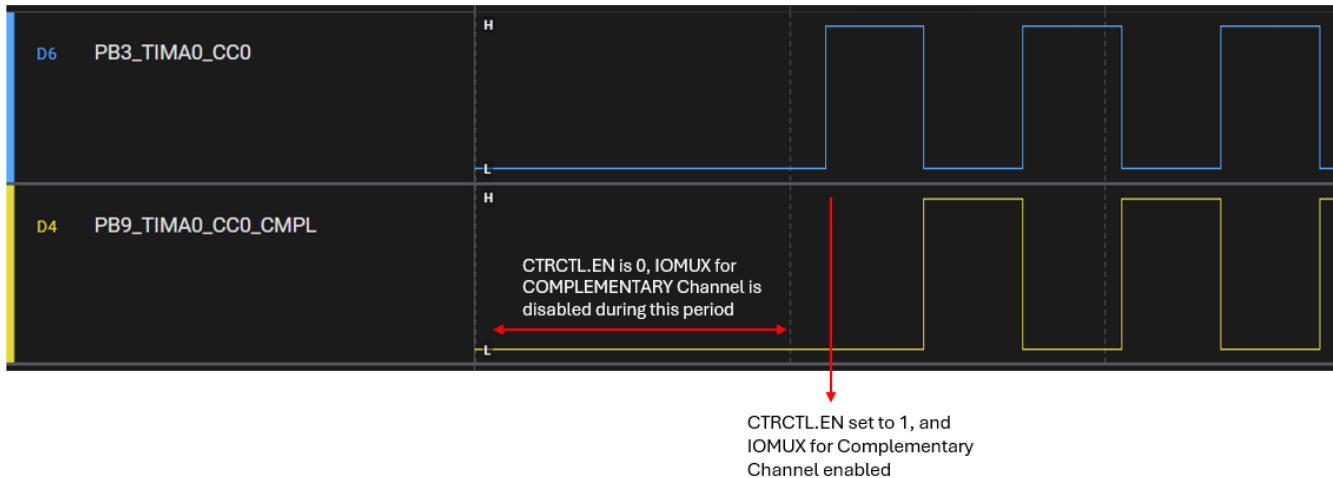 H
D6 PB3_TIMA0_CC0
L
H
D4 PB9_TIMA0_CC0_CMPL
CTRCTL.EN is 0, IOMUX for
COMPLEMENTARY Channel is
disabled during this period
L
CTRCTL.EN set to 1, and
IOMUX for Complementary
Channel enabled